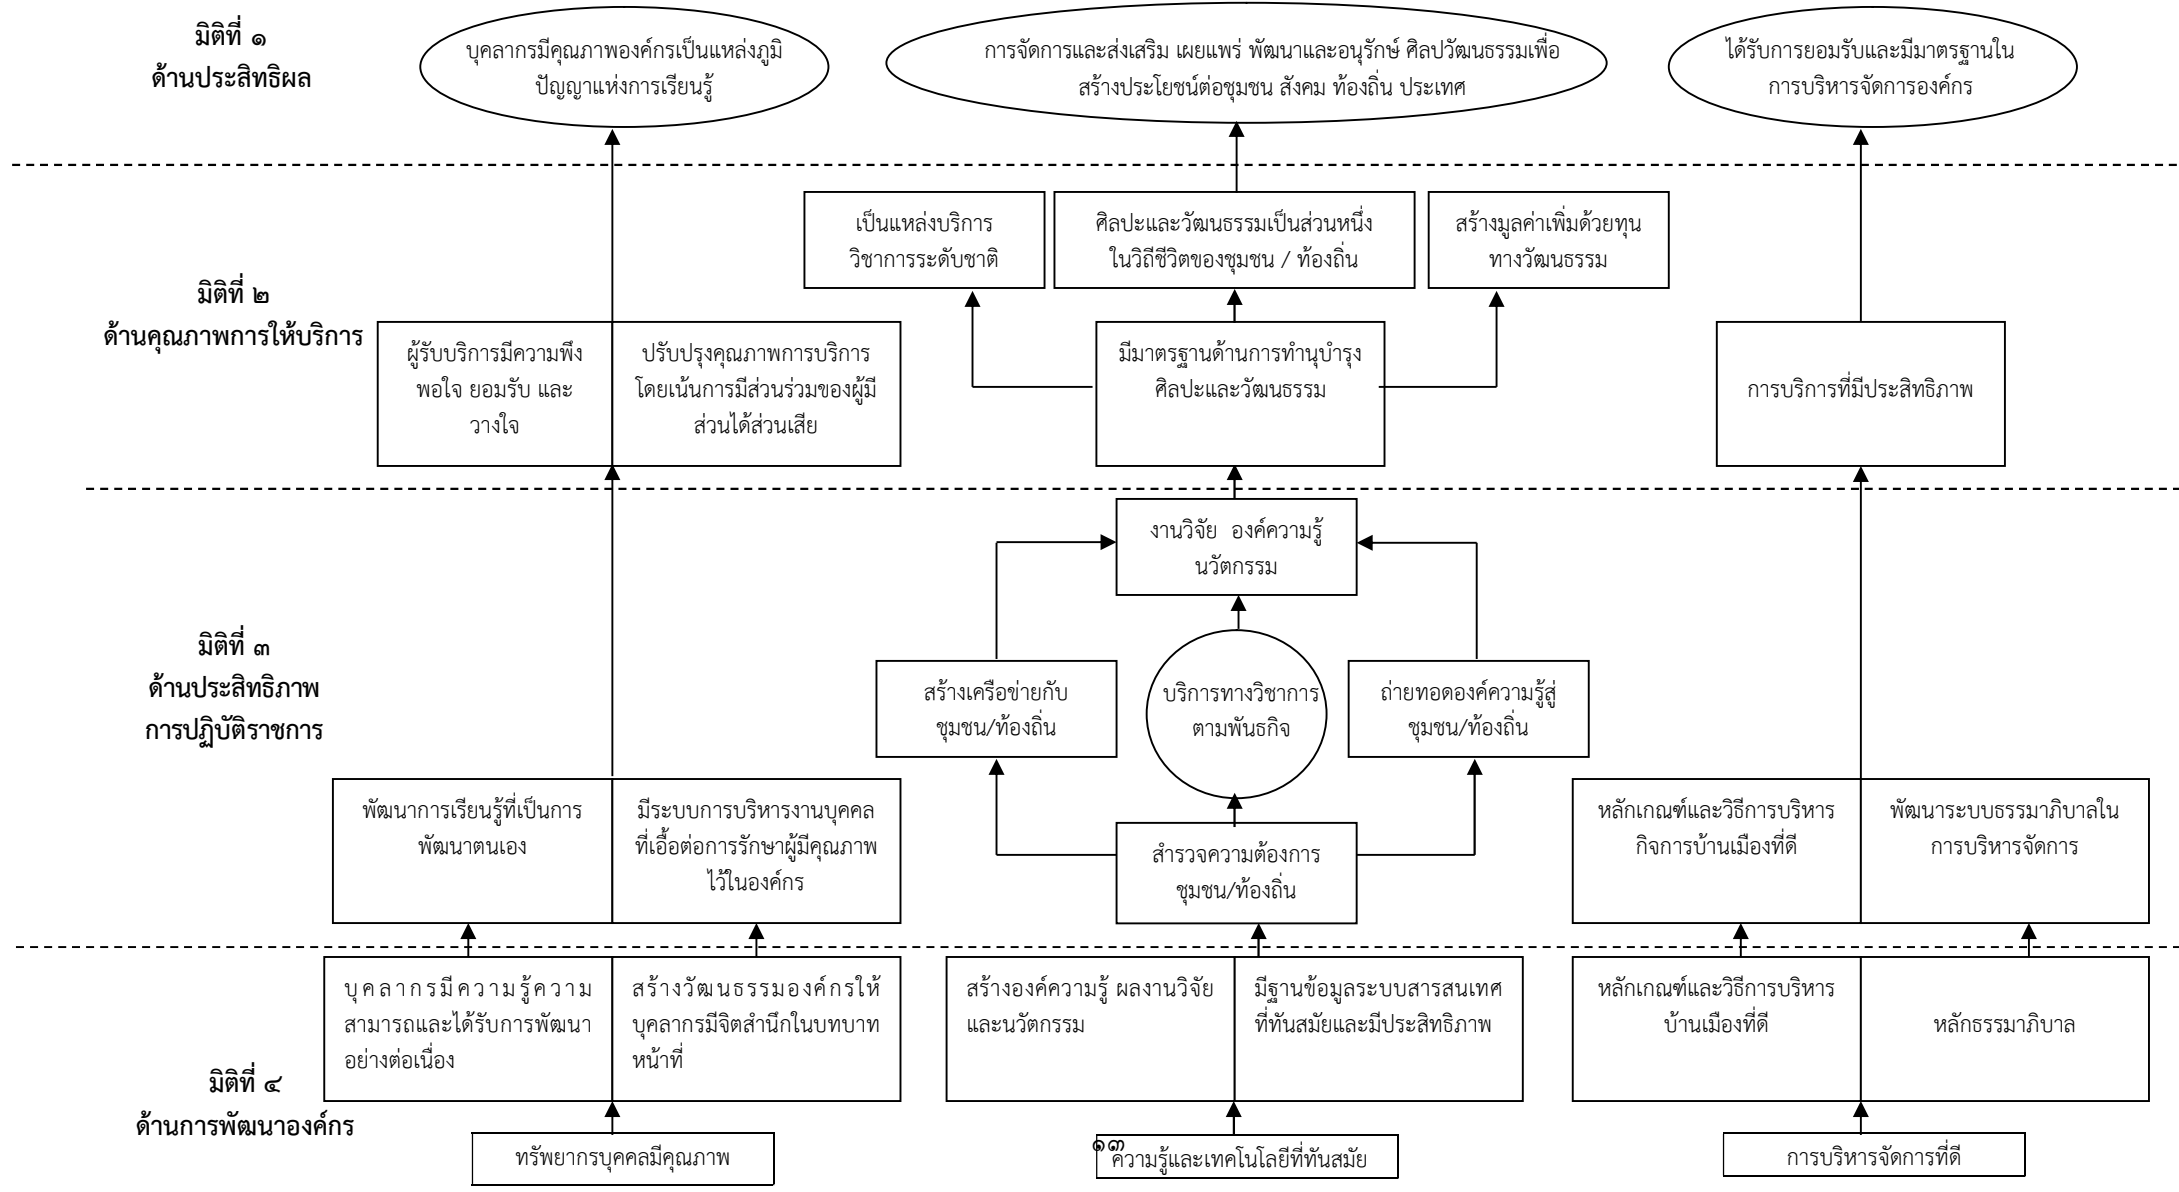 มิติที่ ๑
ด้านประสิทธิผล
บุคลากรมีคุณภาพองค์กรเป็นแหล่งภูมิ
ปัญญาแห่งการเรียนรู้
การจัดการและส่งเสริม เผยแพร่ พัฒนาและอนุรักษ์ ศิลปวัฒนธรรมเพื่อ
สร้างประโยชน์ต่อชุมชน สังคม ท้องถิ่น ประเทศ
ได้รับการยอมรับและมีมาตรฐานใน
การบริหารจัดการองค์กร
มิติที่ ๒
ด้านคุณภาพการให้บริการ
เป็นแหล่งบริการ
วิชาการระดับชาติ
ศิลปะและวัฒนธรรมเป็นส่วนหนึ่ง
ในวิถีชีวิตของชุมชน / ท้องถิ่น
สร้างมูลค่าเพิ่มด้วยทุน
ทางวัฒนธรรม
ผู้รับบริการมีความพึง
พอใจ ยอมรับ และ
วางใจ
ปรับปรุงคุณภาพการบริการ
โดยเน้นการมีส่วนร่วมของผู้มี
ส่วนได้ส่วนเสีย
มีมาตรฐานด้านการทำนุบำรุง
ศิลปะและวัฒนธรรม
การบริการที่มีประสิทธิภาพ
มิติที่ ๓
ด้านประสิทธิภาพ
การปฏิบัติราชการ
งานวิจัย องค์ความรู้
นวัตกรรม
สร้างเครือข่ายกับ
ชุมชน/ท้องถิ่น
บริการทางวิชาการ
ตามพันธกิจ
ถ่ายทอดองค์ความรู้สู่
ชุมชน/ท้องถิ่น
พัฒนาการเรียนรู้ที่เป็นการ
พัฒนาตนเอง
มีระบบการบริหารงานบุคคล
ที่เอื้อต่อการรักษาผู้มีคุณภาพ
ไว้ในองค์กร
สำรวจความต้องการ
ชุมชน/ท้องถิ่น
หลักเกณฑ์และวิธีการบริหาร
กิจการบ้านเมืองที่ดี
พัฒนาระบบธรรมาภิบาลใน
การบริหารจัดการ
มิติที่ ๔
ด้านการพัฒนาองค์กร
บุคลากรมีความรู้ความ
สามารถและได้รับการพัฒนา
อย่างต่อเนื่อง
สร้างวัฒนธรรมองค์กรให้
บุคลากรมีจิตสำนึกในบทบาท
หน้าที่
สร้างองค์ความรู้ ผลงานวิจัย
และนวัตกรรม
มีฐานข้อมูลระบบสารสนเทศ
ที่ทันสมัยและมีประสิทธิภาพ
หลักเกณฑ์และวิธีการบริหาร
บ้านเมืองที่ดี
หลักธรรมาภิบาล
ทรัพยากรบุคคลมีคุณภาพ
๑๓
ความรู้และเทคโนโลยีที่ทันสมัย
การบริหารจัดการที่ดี